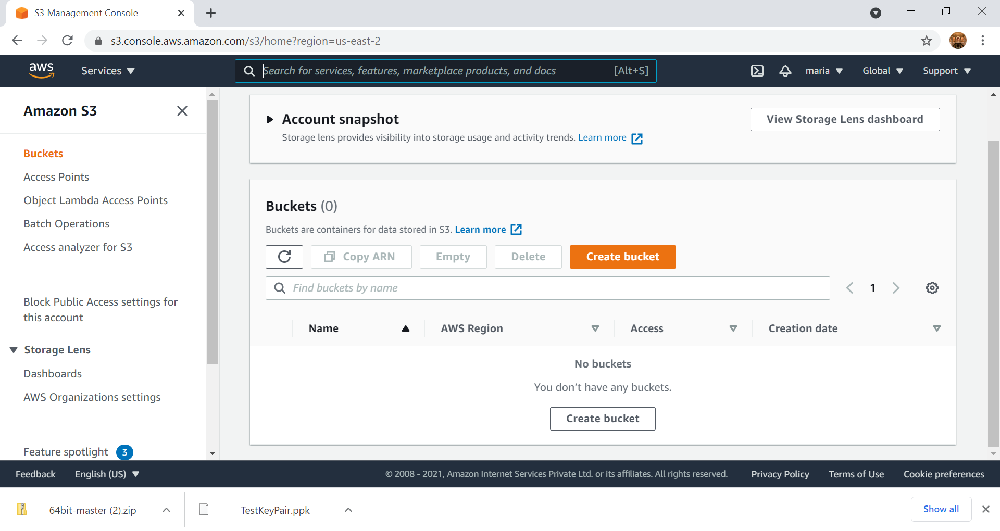 S3 Management Console
s3.console.aws.amazon.com/s3/home?region=us-east-2
aws
Services
Search for services, features, marketplace products, and docs [Alt+S]
maria
Global
Support
Amazon S3
Buckets
Access Points
Object Lambda Access Points
Batch Operations
Access analyzer for S3
Block Public Access settings for
this account
Storage Lens
Dashboards
AWS Organizations settings
Feature spotlight 3
Account snapshot
View Storage Lens dashboard
Storage lens provides visibility into storage usage and activity trends. Learn more
Buckets (0)
Buckets are containers for data stored in S3. Learn more
Copy ARN
Empty
Delete
Create bucket
Find buckets by name
1
Name
AWS Region
Access
Creation date
No buckets
You don't have any buckets.
Create bucket
Feedback
English (US)
© 2008 - 2021, Amazon Internet Services Private Ltd. or its affiliates. All rights reserved.
Privacy Policy
Terms of Use
Cookie preferences
64bit-master (2).zip
TestKeyPair.ppk
Show all